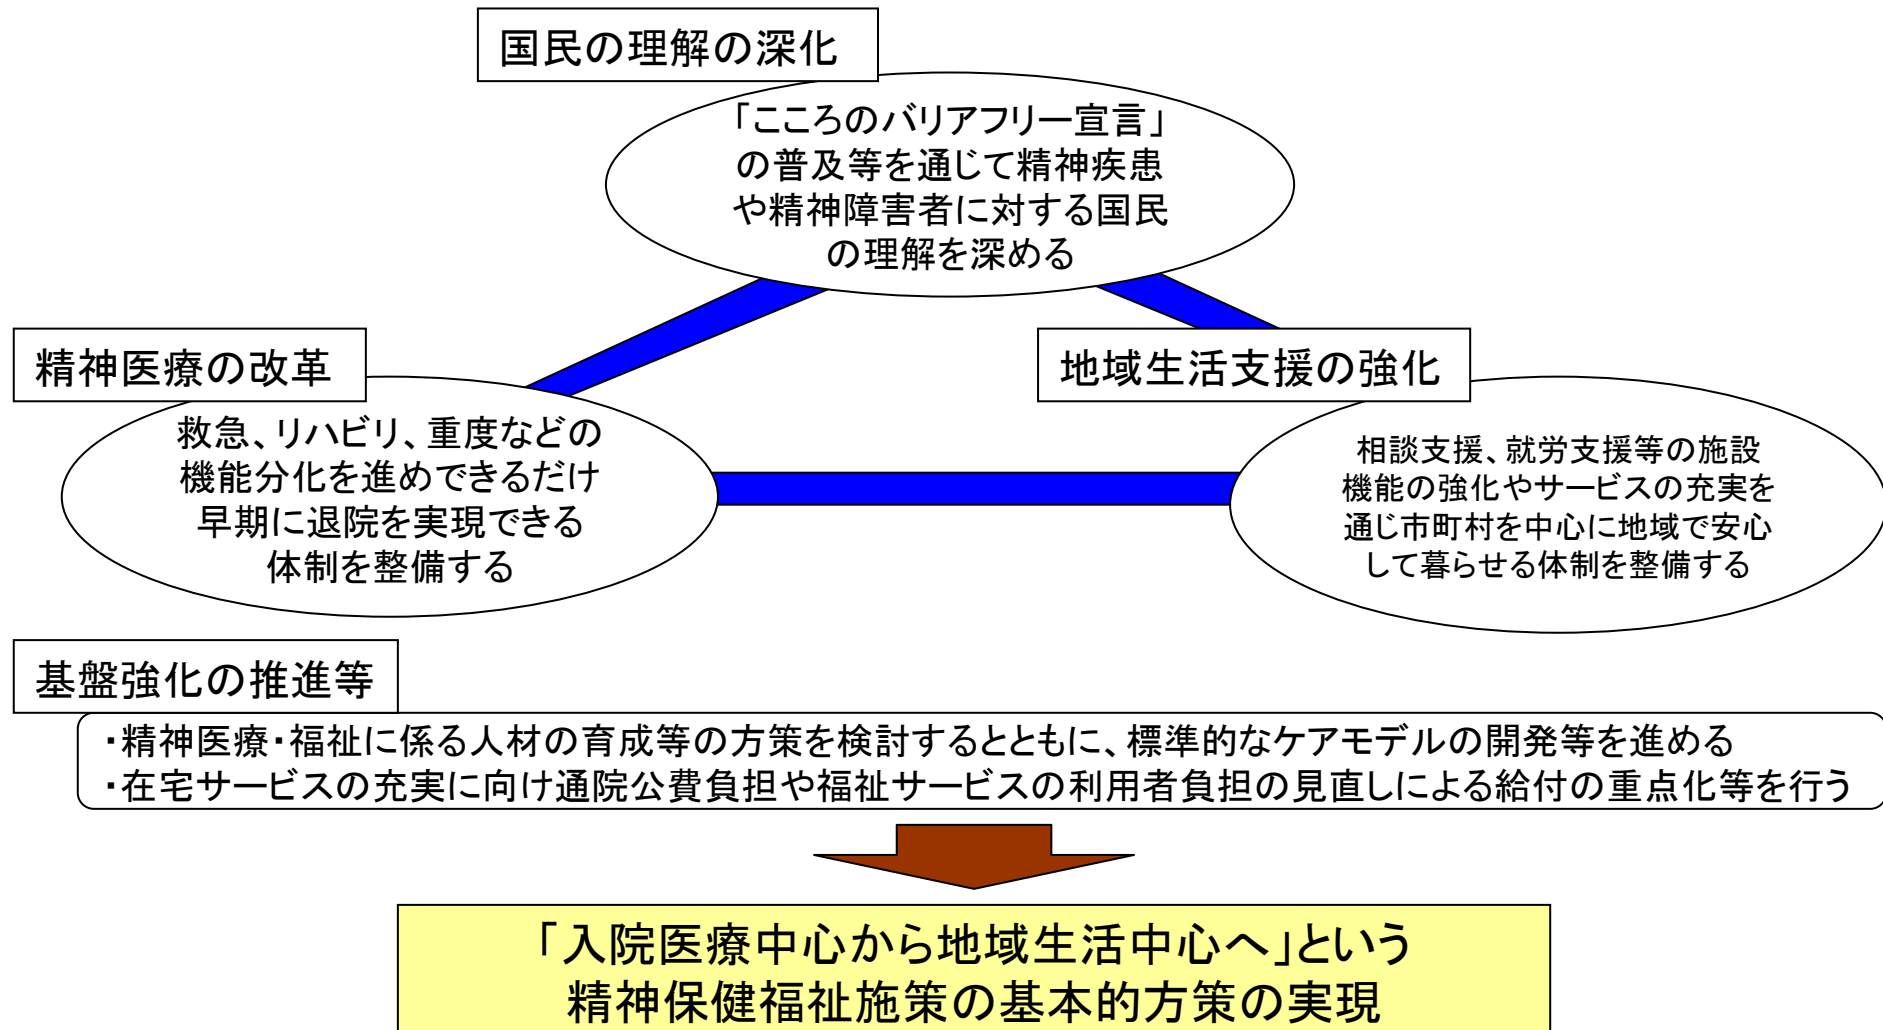 国民の理解の深化
「こころのバリアフリー宣言」
の普及等を通じて精神疾患
や精神障害者に対する国民
の理解を深める
精神医療の改革
救急、リハビリ、重度などの
機能分化を進めできるだけ
早期に退院を実現できる
体制を整備する
地域生活支援の強化
相談支援、就労支援等の施設
機能の強化やサービスの充実を
通じ市町村を中心に地域で安心
して暮らせる体制を整備する
基盤強化の推進等
・精神医療・福祉に係る人材の育成等の方策を検討するとともに、標準的なケアモデルの開発等を進める
・在宅サービスの充実に向け通院公費負担や福祉サービスの利用者負担の見直しによる給付の重点化等を行う
「入院医療中心から地域生活中心へ」という
精神保健福祉施策の基本的方策の実現